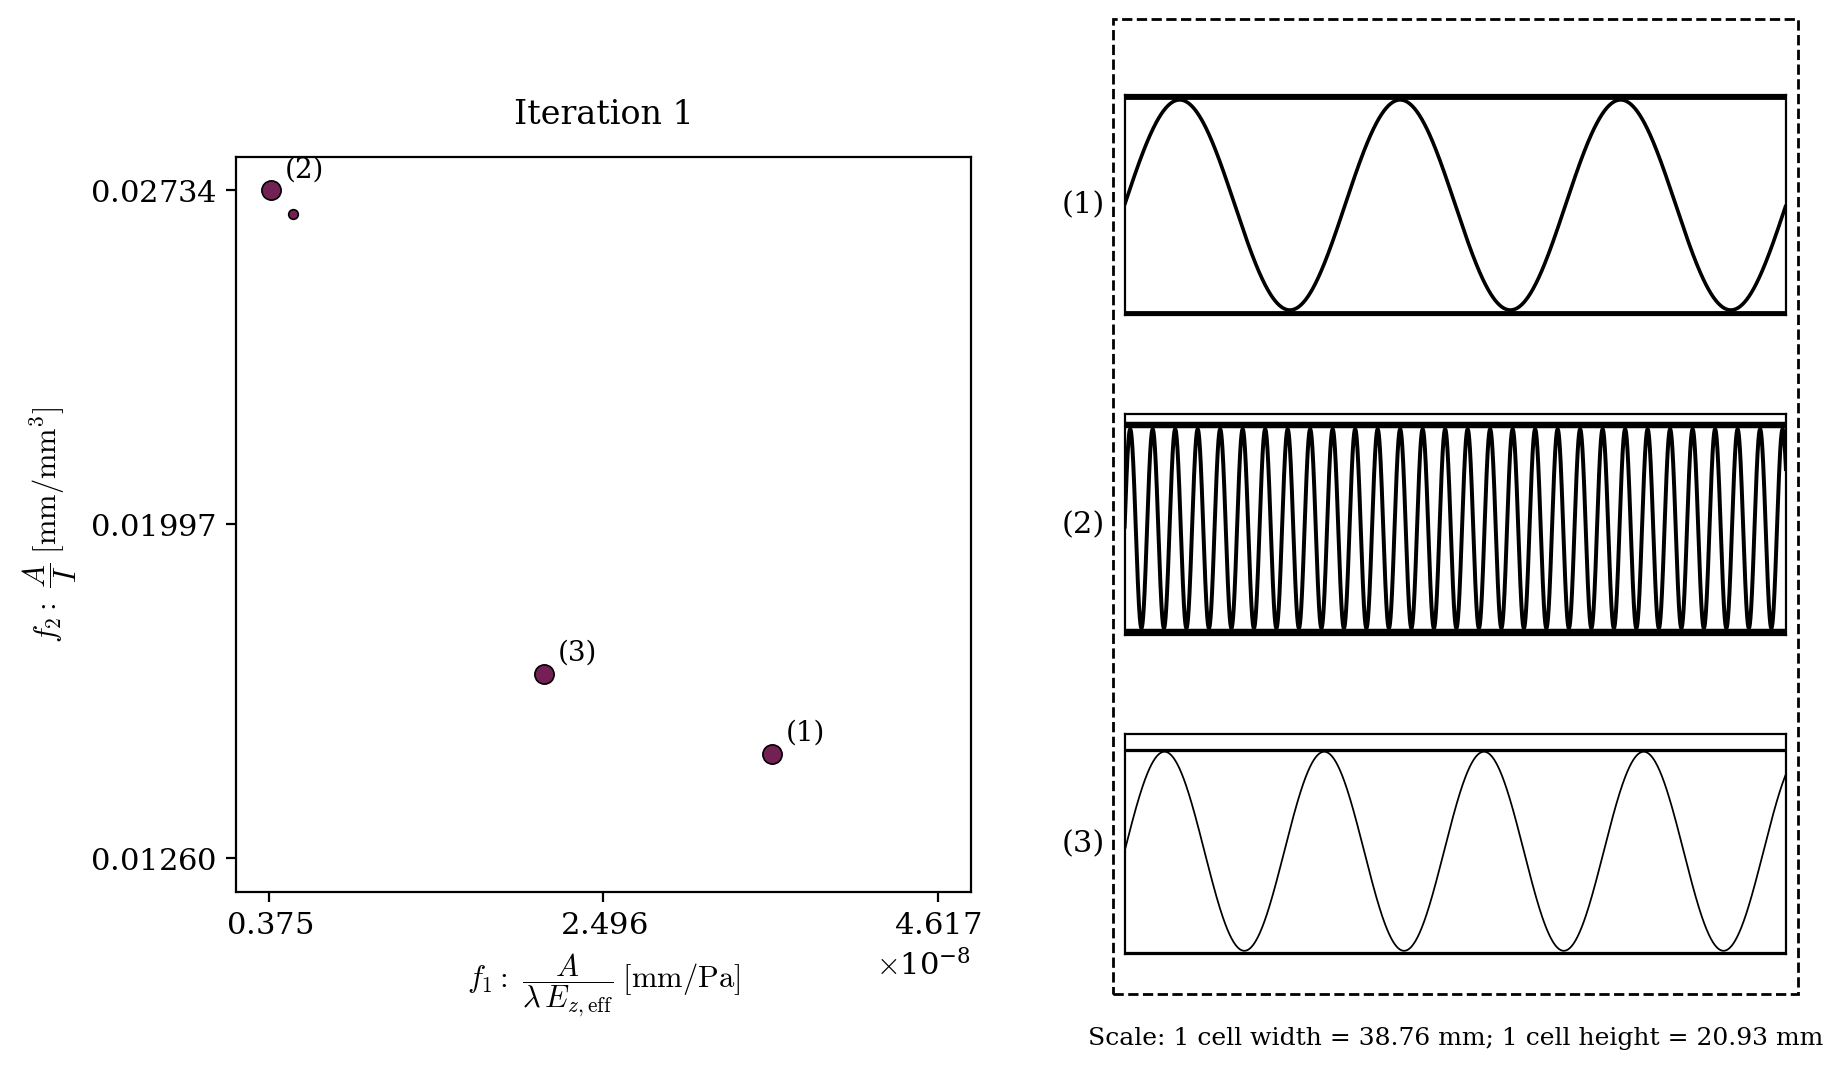 Iteration 1
(2)
(3)
(1)
0.02734
0.01997
0.01260
f₂ : A/I [mm/mm³]
0.375 2.496 4.617
×10⁻⁸
f₁ : A/(λ E_{z, eff}) [mm/Pa]
(1)
(2)
(3)
Scale: 1 cell width = 38.76 mm; 1 cell height = 20.93 mm